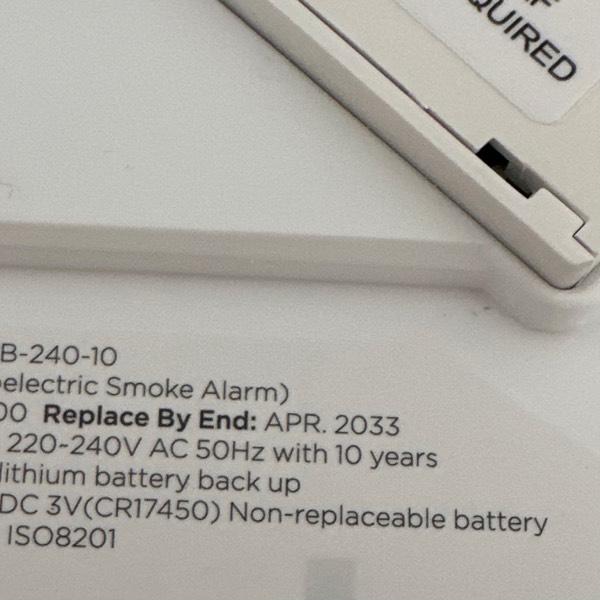 QUIRED
B-240-10
electric Smoke Alarm)
00 Replace By End: APR. 2033
220-240V AC 50Hz with 10 years
lithium battery back up
DC 3V(CR17450) Non-replaceable battery
ISO8201